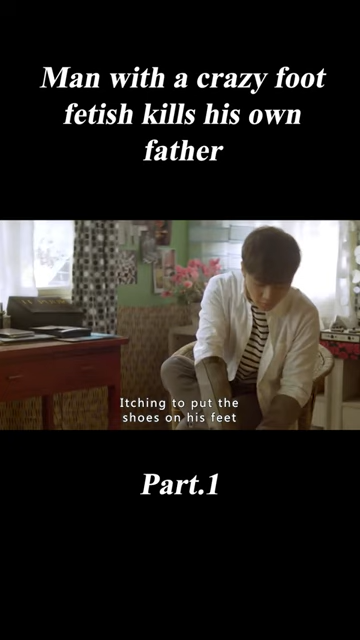 Man with a crazy foot
fetish kills his own
father
Itching to put the
shoes on his feet
Part.1